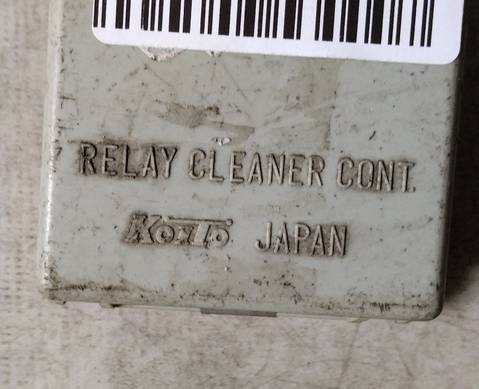 RELAY CLEANER CONT.
Koito JAPAN